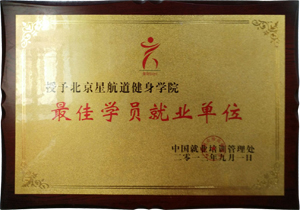 授予北京星航道健身学院
最佳学员就业单位
中国就业培训管理处
二零一三年九月一日